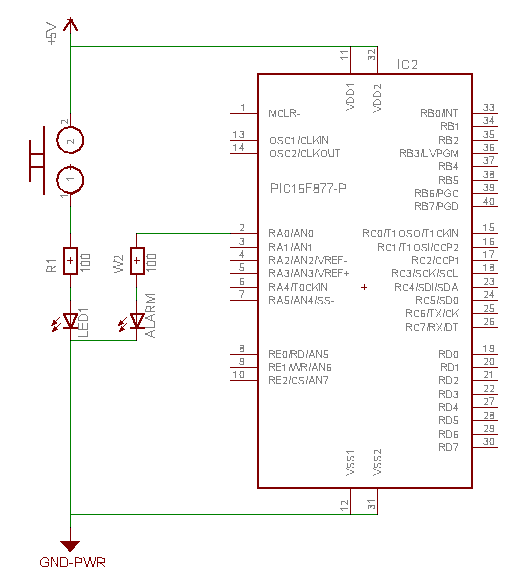 +5V
11
32
IC2
VDD1
VDD2
1
MCLR-
RB0/INT
33
RB1
34
2
2
13
OSC1/CLKIN
RB2
35
14
OSC2/CLKOUT
RB3/LVPGM
36
RB4
37
1
1
PIC15F877-P
RB5
38
RB6/PGC
39
RB7/PGD
40
2
RA0/AN0
RC0/T1OSO/T1CKIN
15
3
RA1/AN1
RC1/T1OSI/CCP2
16
R1
100
W2
100
4
RA2/AN2/VREF-
RC2/CCP1
17
5
RA3/AN3/VREF+
RC3/SCK/SCL
18
6
RA4/T0CKIN
RC4/SDI/SDA
23
7
RA5/AN4/SS-
RC5/SD0
24
RC6/TX/CK
25
LED1
ALARM
RC7/RX/DT
26
8
RE0/RD/AN5
RD0
19
9
RE1/WR/AN6
RD1
20
10
RE2/CS/AN7
RD2
21
RD3
22
RD4
27
RD5
28
RD6
29
RD7
30
VSS1
VSS2
12
31
GND-PWR